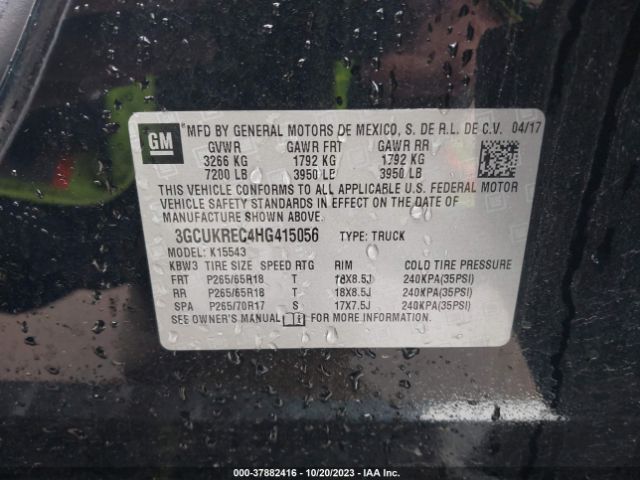 GM
MFD BY GENERAL MOTORS DE MEXICO, S. DE R.L. DE C.V. 04/17
GVWR GAWR FRT GAWR RR
3266 KG 1792 KG 1792 KG
7200 LB 3950 LB 3950 LB
THIS VEHICLE CONFORMS TO ALL APPLICABLE U.S. FEDERAL MOTOR
VEHICLE SAFETY STANDARDS IN EFFECT ON THE DATE OF
MANUFACTURE SHOWN ABOVE.
3GCUKREC4HG415056 TYPE: TRUCK
MODEL: K15543
KBW3 TIRE SIZE SPEED RTG RIM COLD TIRE PRESSURE
FRT P265/65R18 T 18X8.5J 240KPA(35PSI)
RR P265/65R18 T 18X8.5J 240KPA(35PSI)
SPA P265/70R17 S 17X7.5J 240KPA(35PSI)
SEE OWNER'S MANUAL FOR MORE INFORMATION.
000-37882416 - 10/20/2023 - IAA Inc.